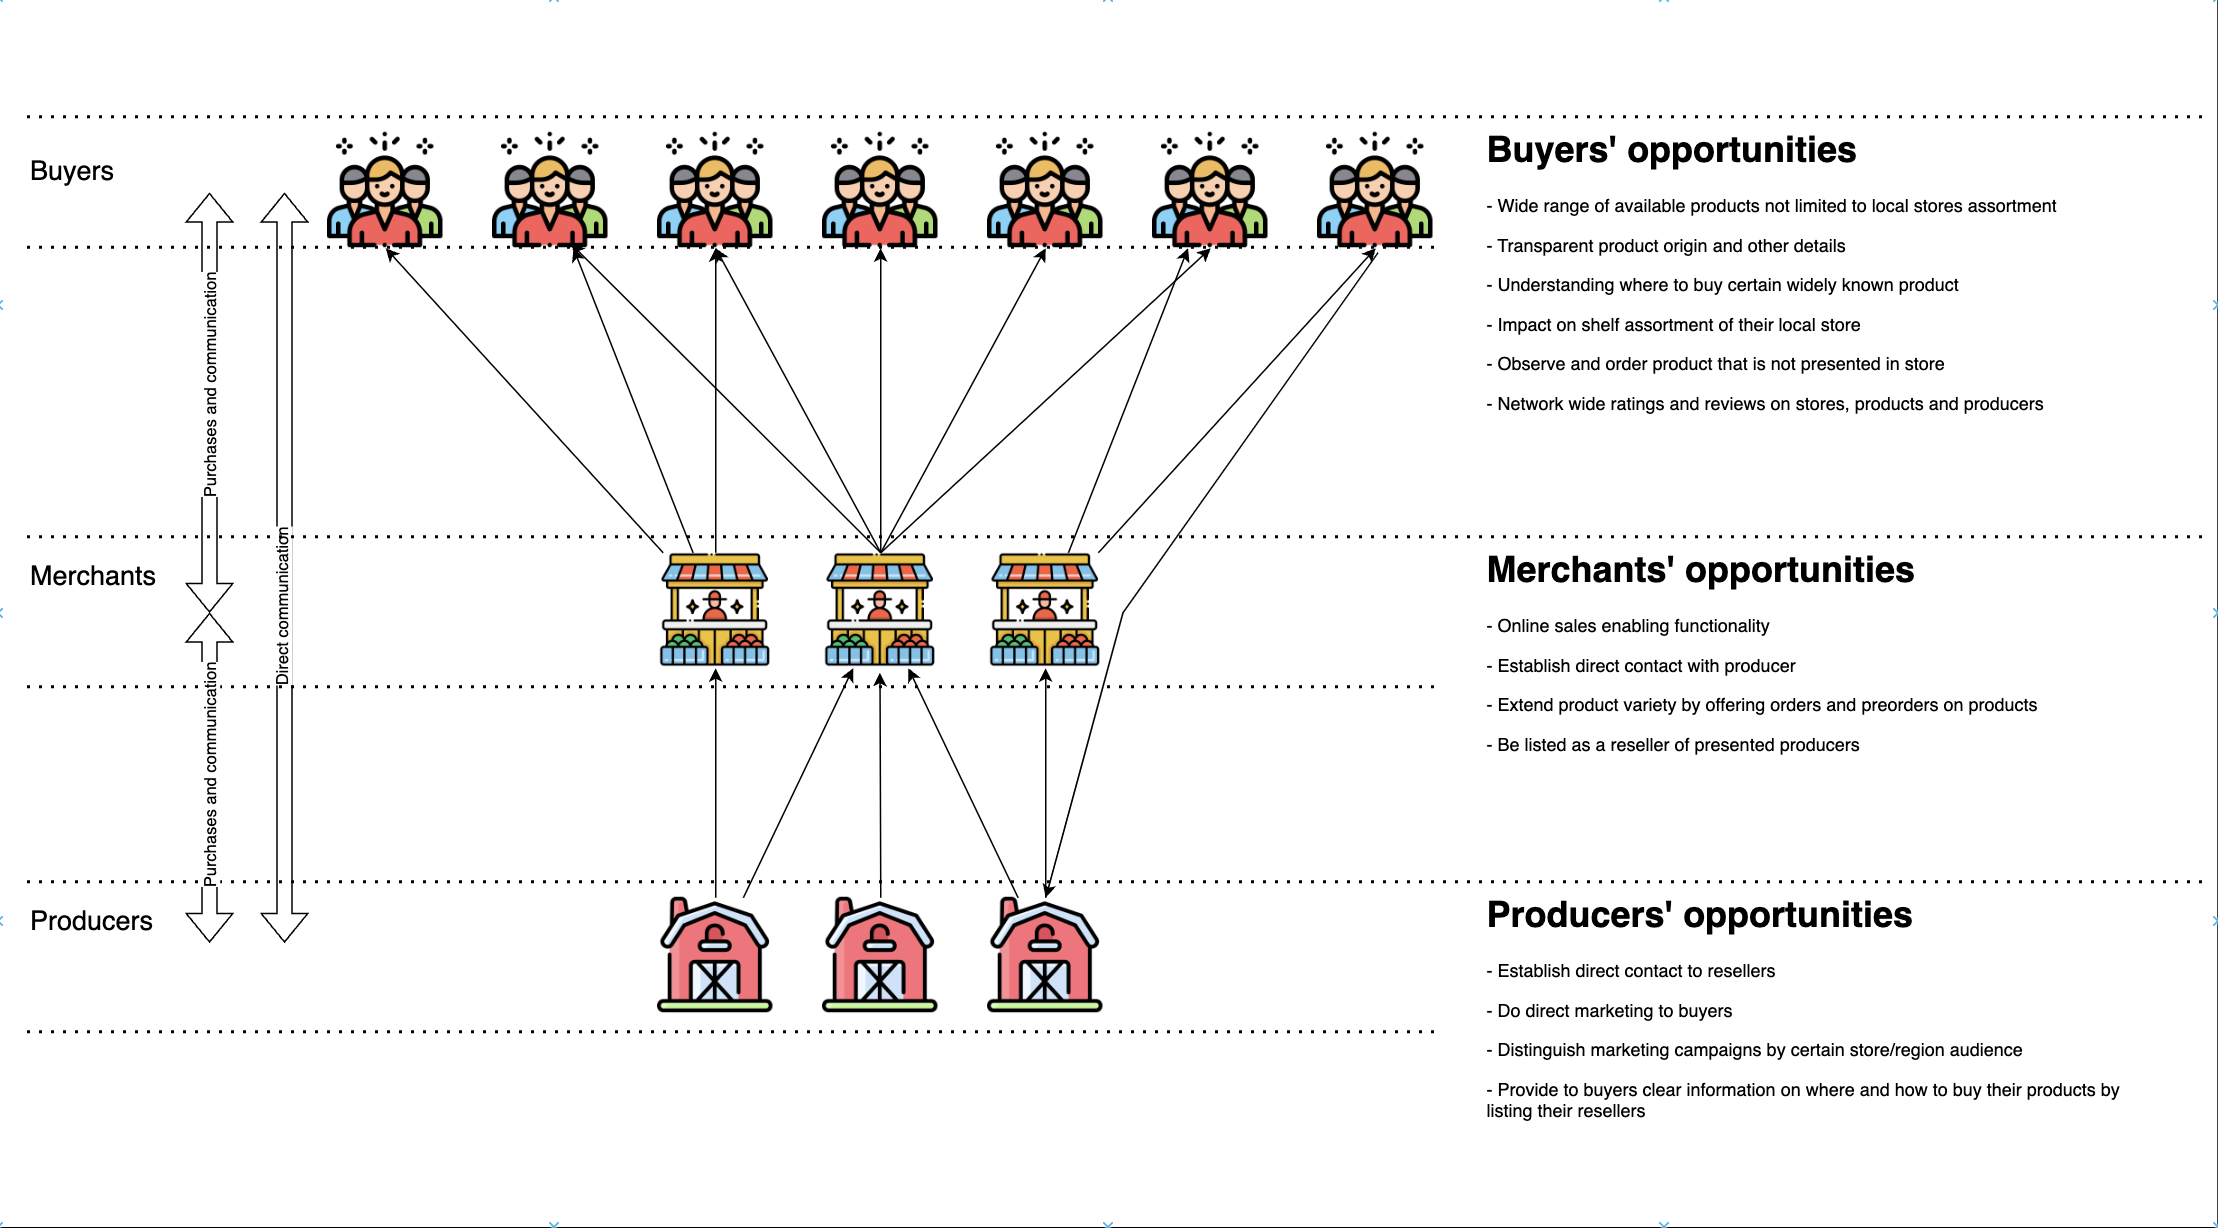 Buyers
Purchases and communication
Direct communication
Merchants
Purchases and communication
Producers
Buyers' opportunities
- Wide range of available products not limited to local stores assortment
- Transparent product origin and other details
- Understanding where to buy certain widely known product
- Impact on shelf assortment of their local store
- Observe and order product that is not presented in store
- Network wide ratings and reviews on stores, products and producers
Merchants' opportunities
- Online sales enabling functionality
- Establish direct contact with producer
- Extend product variety by offering orders and preorders on products
- Be listed as a reseller of presented producers
Producers' opportunities
- Establish direct contact to resellers
- Do direct marketing to buyers
- Distinguish marketing campaigns by certain store/region audience
- Provide to buyers clear information on where and how to buy their products by
listing their resellers